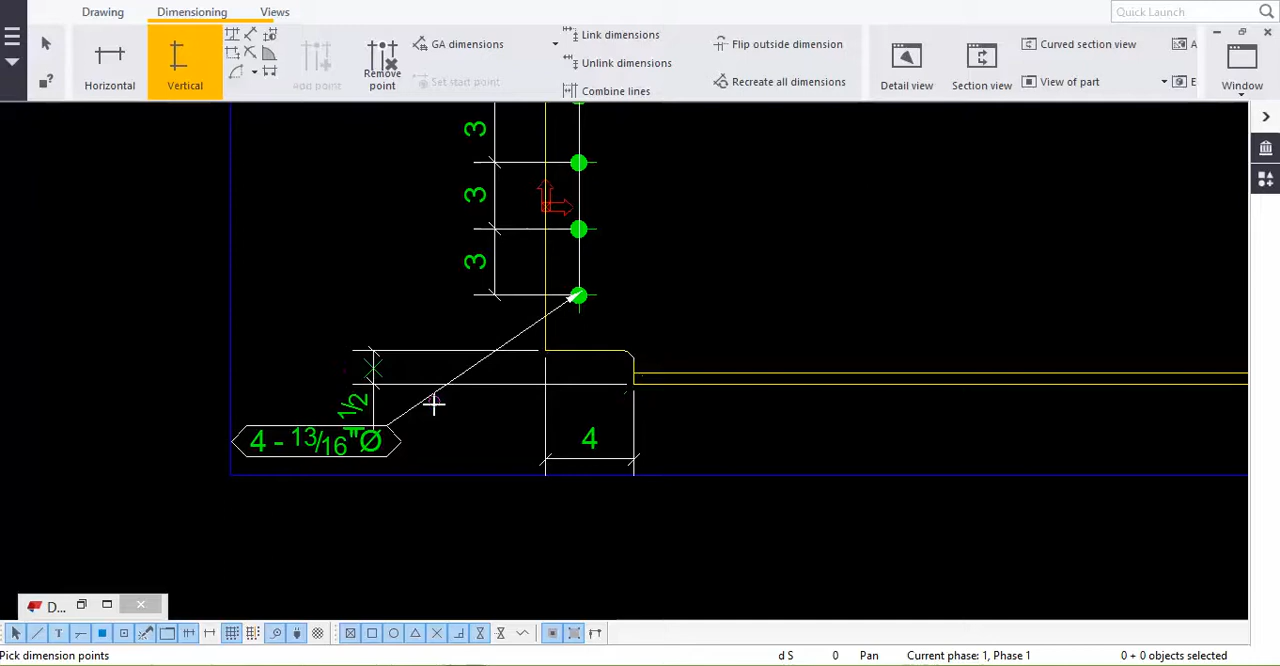 Drawing
Dimensioning
Views
Quick Launch
Horizontal
Vertical
Add point
Remove point
GA dimensions
Set start point
Link dimensions
Unlink dimensions
Combine lines
Flip outside dimension
Recreate all dimensions
Detail view
Section view
Curved section view
View of part
A
E
Window
3
3
3
1/2
4 - 13/16"Ø
4
D...
Pick dimension points
d S
0
Pan
Current phase: 1, Phase 1
0 + 0 objects selected